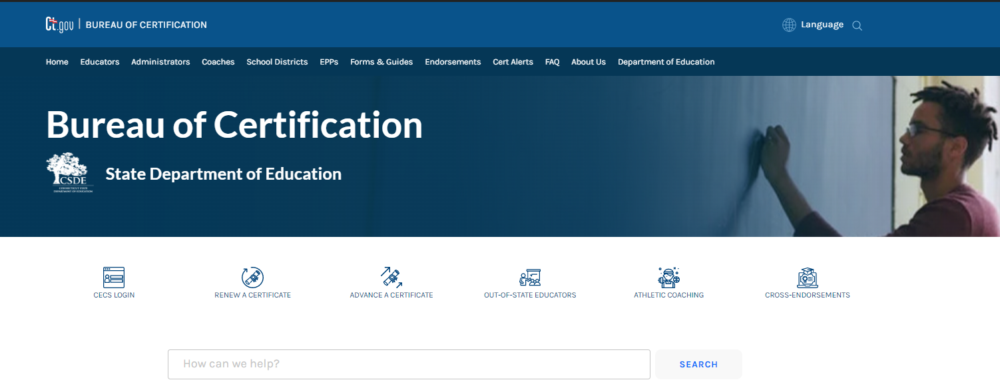 Ct.gov | BUREAU OF CERTIFICATION
Language
Home Educators Administrators Coaches School Districts EPPs Forms & Guides Endorsements Cert Alerts FAQ About Us Department of Education
Bureau of Certification
CSDE
CONNECTICUT STATE
DEPARTMENT OF EDUCATION
State Department of Education
CECS LOGIN
RENEW A CERTIFICATE
ADVANCE A CERTIFICATE
OUT-OF-STATE EDUCATORS
ATHLETIC COACHING
CROSS-ENDORSEMENTS
How can we help?
SEARCH